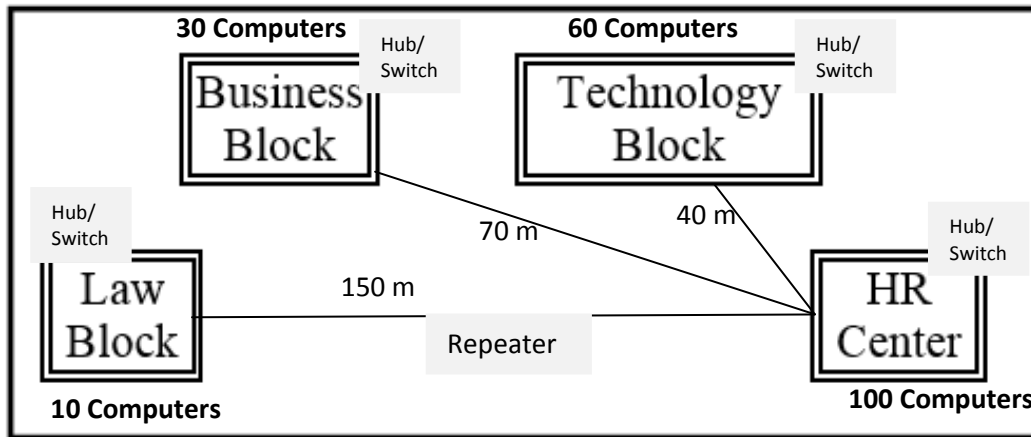 30 Computers
Hub/
Switch
Business
Block
60 Computers
Hub/
Switch
Technology
Block
70 m
40 m
Hub/
Switch
Law
Block
10 Computers
150 m
Repeater
Hub/
Switch
HR
Center
100 Computers